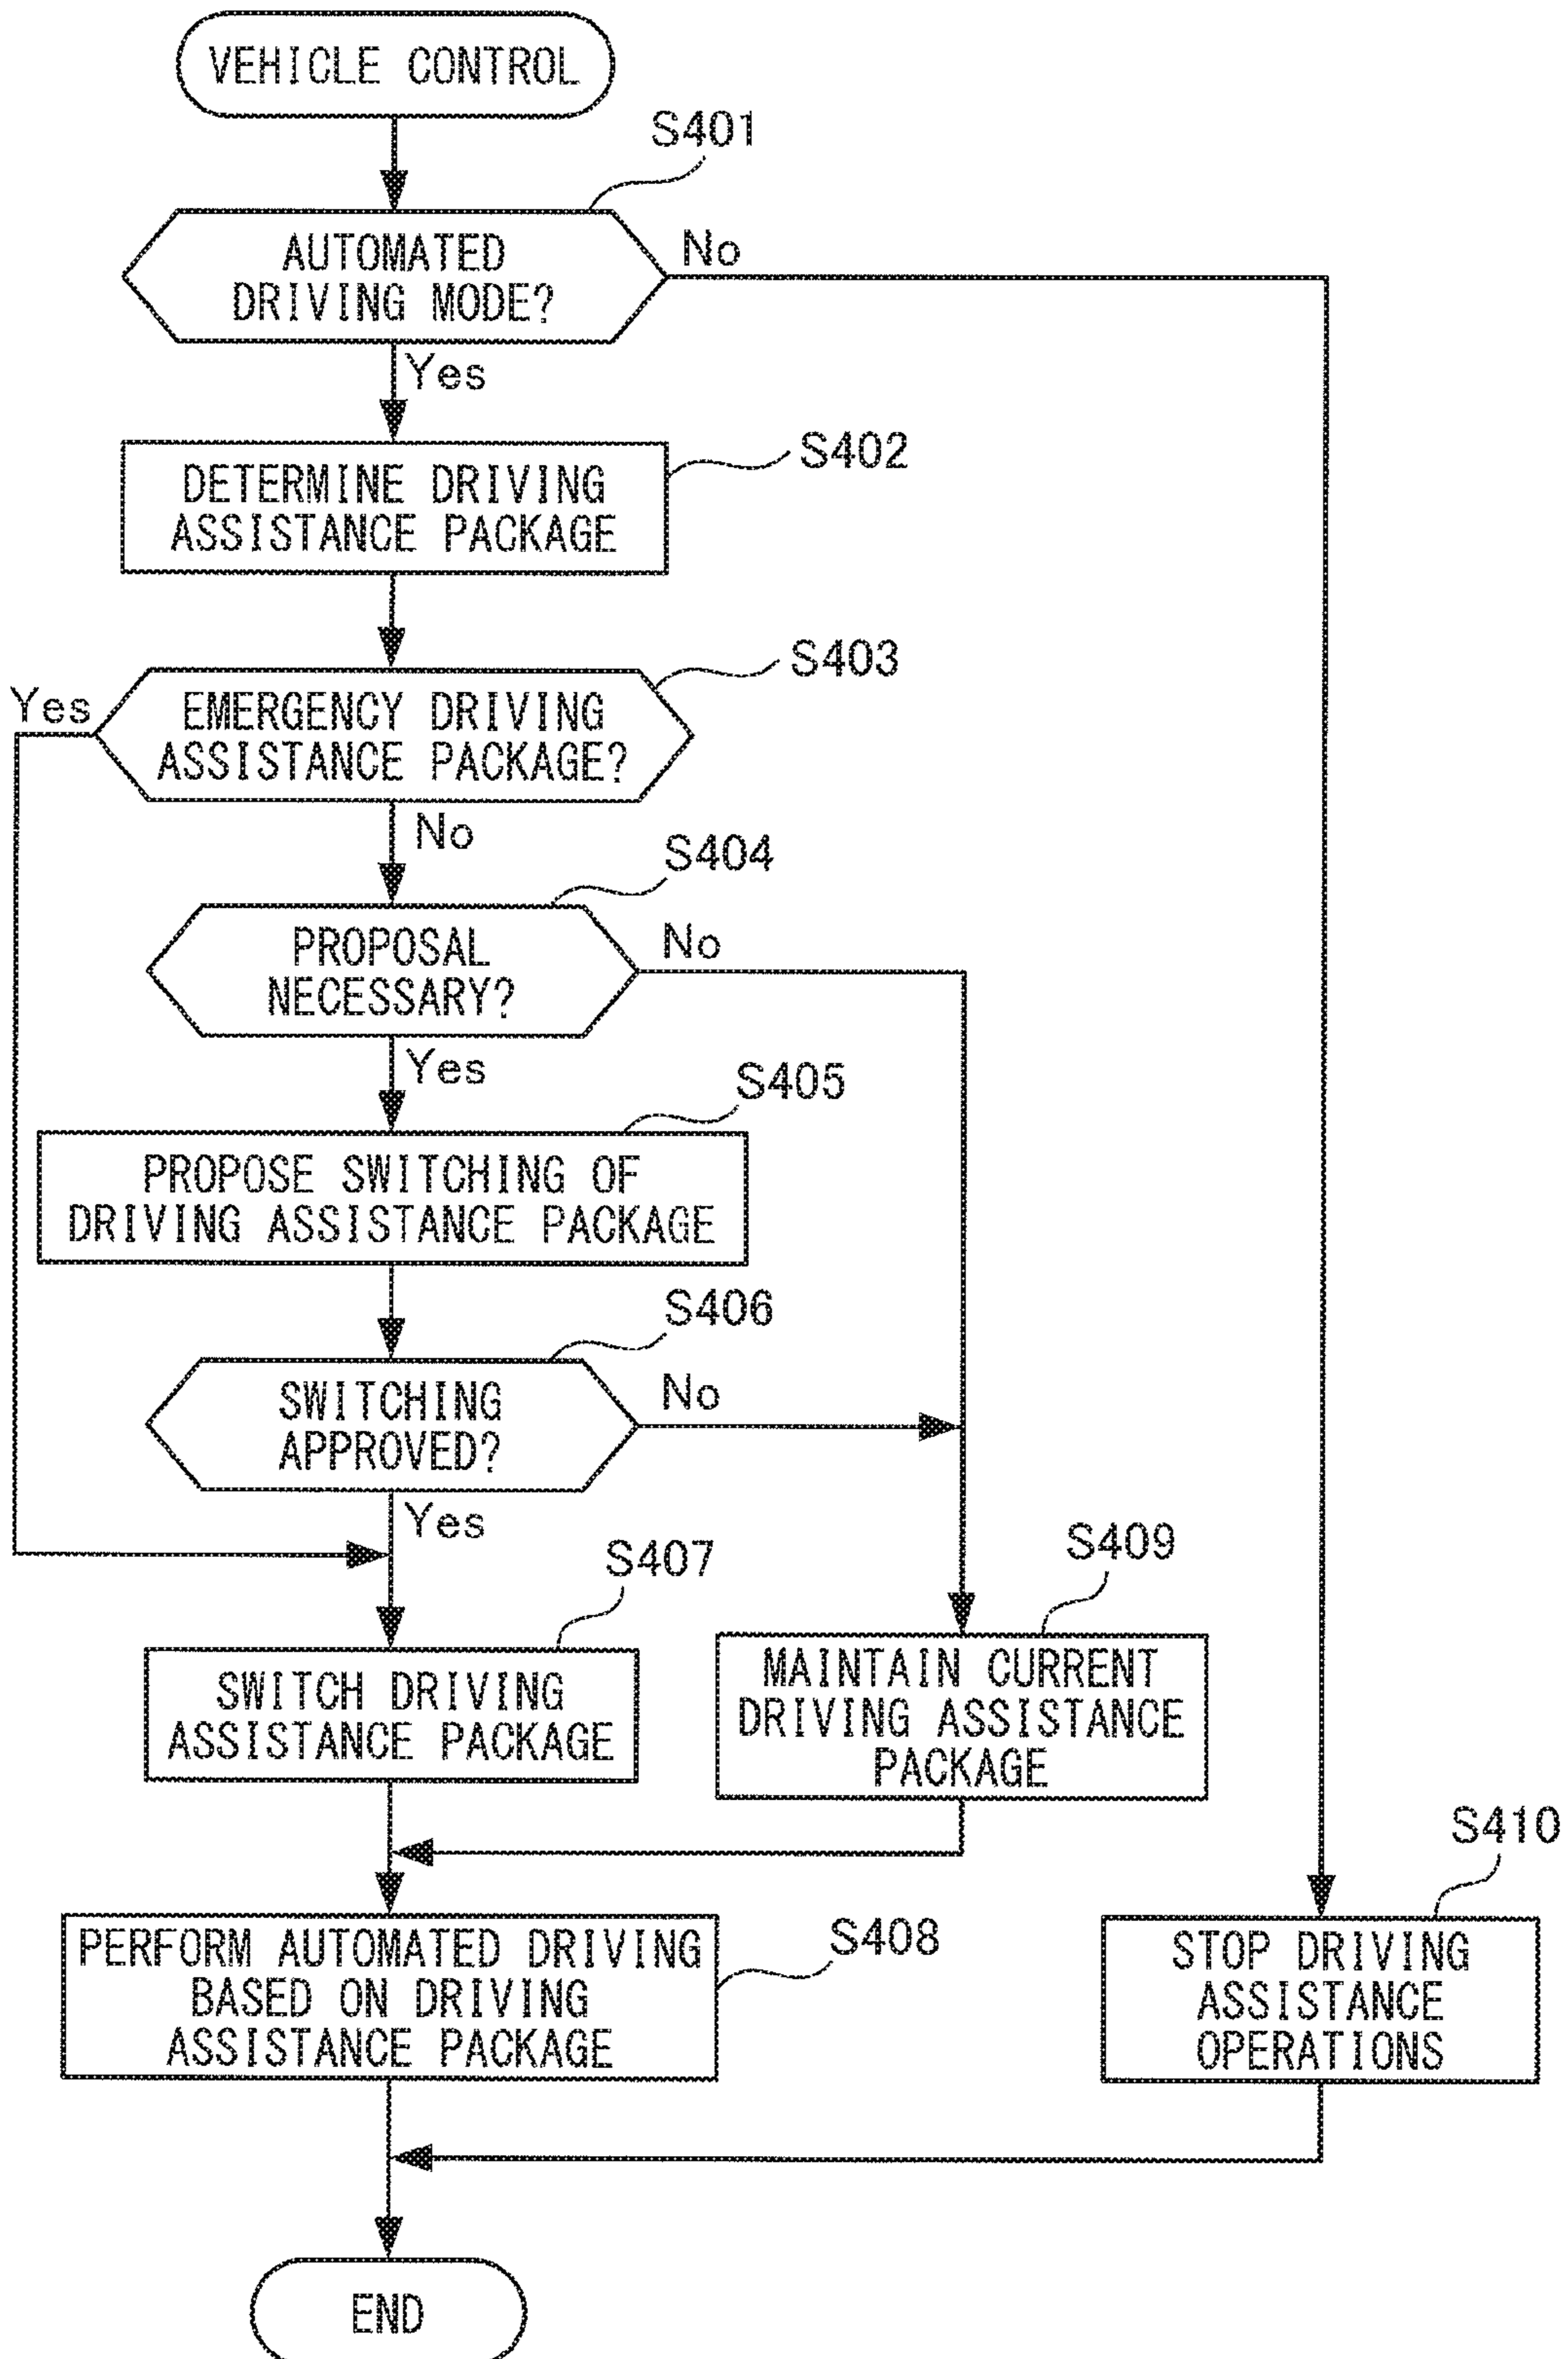 VEHICLE CONTROL
S401
AUTOMATED
DRIVING MODE?
No
Yes
S402
DETERMINE DRIVING
ASSISTANCE PACKAGE
S403
Yes
EMERGENCY DRIVING
ASSISTANCE PACKAGE?
No
S404
PROPOSAL
NECESSARY?
No
Yes
S405
PROPOSE SWITCHING OF
DRIVING ASSISTANCE PACKAGE
S406
SWITCHING
APPROVED?
No
Yes
S407
SWITCH DRIVING
ASSISTANCE PACKAGE
S409
MAINTAIN CURRENT
DRIVING ASSISTANCE
PACKAGE
S408
PERFORM AUTOMATED DRIVING
BASED ON DRIVING
ASSISTANCE PACKAGE
S410
STOP DRIVING
ASSISTANCE
OPERATIONS
END